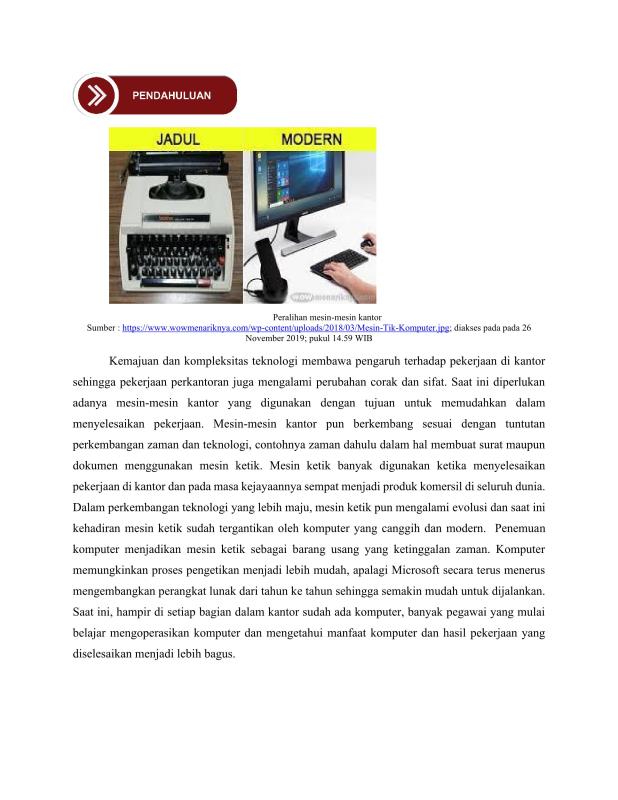 PENDAHULUAN
JADUL MODERN
wow menariknya.com
Peralihan mesin-mesin kantor
Sumber : https://www.wowmenariknya.com/wp-content/uploads/2018/03/Mesin-Tik-Komputer.jpg; diakses pada pada 26
November 2019; pukul 14.59 WIB
Kemajuan dan kompleksitas teknologi membawa pengaruh terhadap pekerjaan di kantor
sehingga pekerjaan perkantoran juga mengalami perubahan corak dan sifat. Saat ini diperlukan
adanya mesin-mesin kantor yang digunakan dengan tujuan untuk memudahkan dalam
menyelesaikan pekerjaan. Mesin-mesin kantor pun berkembang sesuai dengan tuntutan
perkembangan zaman dan teknologi, contohnya zaman dahulu dalam hal membuat surat maupun
dokumen menggunakan mesin ketik. Mesin ketik banyak digunakan ketika menyelesaikan
pekerjaan di kantor dan pada masa kejayaannya sempat menjadi produk komersil di seluruh dunia.
Dalam perkembangan teknologi yang lebih maju, mesin ketik pun mengalami evolusi dan saat ini
kehadiran mesin ketik sudah tergantikan oleh komputer yang canggih dan modern. Penemuan
komputer menjadikan mesin ketik sebagai barang usang yang ketinggalan zaman. Komputer
memungkinkan proses pengetikan menjadi lebih mudah, apalagi Microsoft secara terus menerus
mengembangkan perangkat lunak dari tahun ke tahun sehingga semakin mudah untuk dijalankan.
Saat ini, hampir di setiap bagian dalam kantor sudah ada komputer, banyak pegawai yang mulai
belajar mengoperasikan komputer dan mengetahui manfaat komputer dan hasil pekerjaan yang
diselesaikan menjadi lebih bagus.